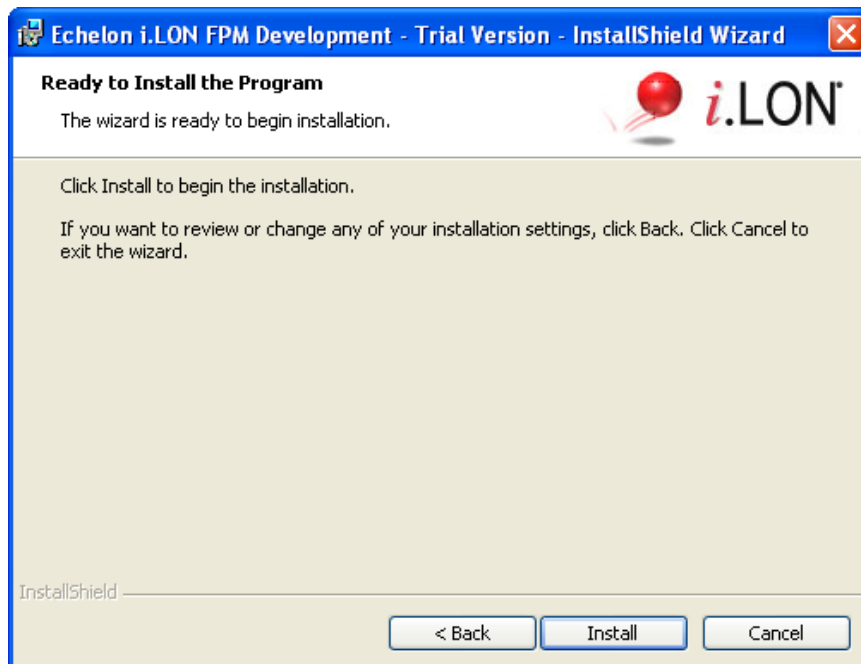 Echelon i.LON FPM Development - Trial Version - InstallShield Wizard
Ready to Install the Program
The wizard is ready to begin installation.
i.LON®
Click Install to begin the installation.
If you want to review or change any of your installation settings, click Back. Click Cancel to
exit the wizard.
InstallShield
< Back
Install
Cancel